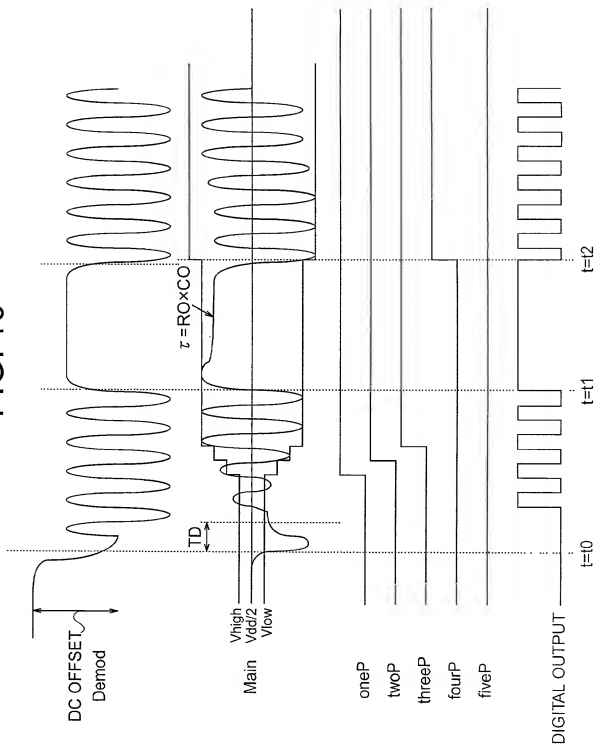 DC OFFSET
Demod
Vhigh
Vdd/2
Vlow
Main
TD
τ=RO×CO
oneP
twoP
threeP
fourP
fiveP
DIGITAL OUTPUT
t=t0
t=t1
t=t2